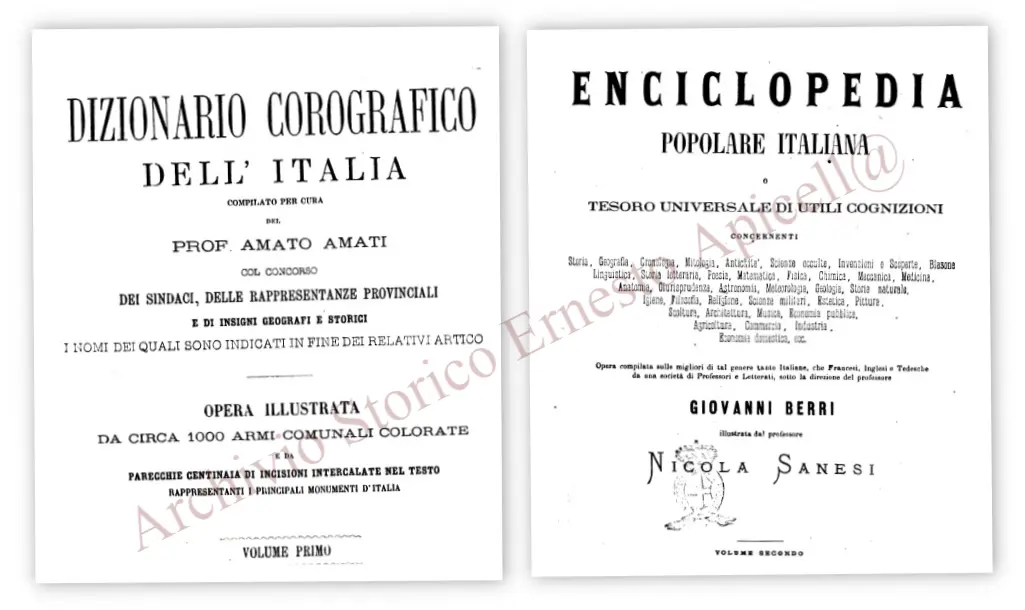 DIZIONARIO COROGRAFICO
DELL' ITALIA
COMPILATO PER CURA
DEL
PROF. AMATO AMATI
COL CONCORSO
DEI SINDACI, DELLE RAPPRESENTANZE PROVINCIALI
E DI INSIGNI GEOGRAFI E STORICI
I NOMI DEI QUALI SONO INDICATI IN FINE DEI RELATIVI ARTICO
OPERA ILLUSTRATA
DA CIRCA 1000 ARMI COMUNALI COLORATE
E DA
PARECCHIE CENTINAIA DI INCISIONI INTERCALATE NEL TESTO
RAPPRESENTANTI I PRINCIPALI MONUMENTI D'ITALIA
VOLUME PRIMO
ENCICLOPEDIA
POPOLARE ITALIANA
O
TESORO UNIVERSALE DI UTILI COGNIZIONI
CONCERNENTI
Storia, Geografia, Cronologia, Mitologia, Antichita', Scienze occulte, Invenzioni e Scoperte, Blasone
Linguistica, Storia letteraria, Poesia, Matematica, Fisica, Chimica, Meccanica, Medicina,
Anatomia, Giurisprudenza, Astronomia, Meteorologia, Geologia, Storia naturale,
Igiene, Filosofia, Religione, Scienze militari, Estetica, Pittura,
Scoltura, Architettura, Musica, Economia pubblica,
Agricoltura, Commercio, Industria,
Economia domestica, ecc.
Opera compilata sulle migliori di tal genere tanto Italiane, che Francesi, Inglesi e Tedesche
da una società di Professori e Letterati, sotto la direzione del professore
GIOVANNI BERRI
illustrata dal professore
NICOLA SANESI
VOLUME SECONDO
Archivio Storico Ernesto Apicell@